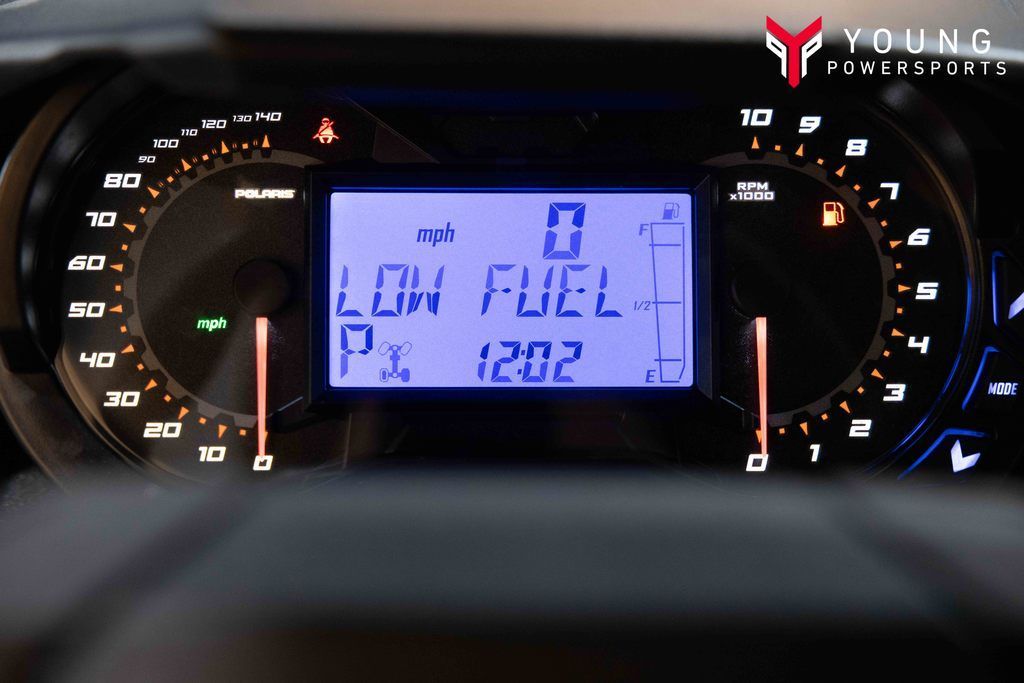 YOUNG
POWERSPORTS
140
130
120
110
100
90
80
70
60
50
40
30
20
10
0
POLARIS
mph
mph 0
LOW FUEL
P 12:02
F
1/2
E
10
9
8
7
6
5
4
3
2
1
0
RPM
x1000
MODE